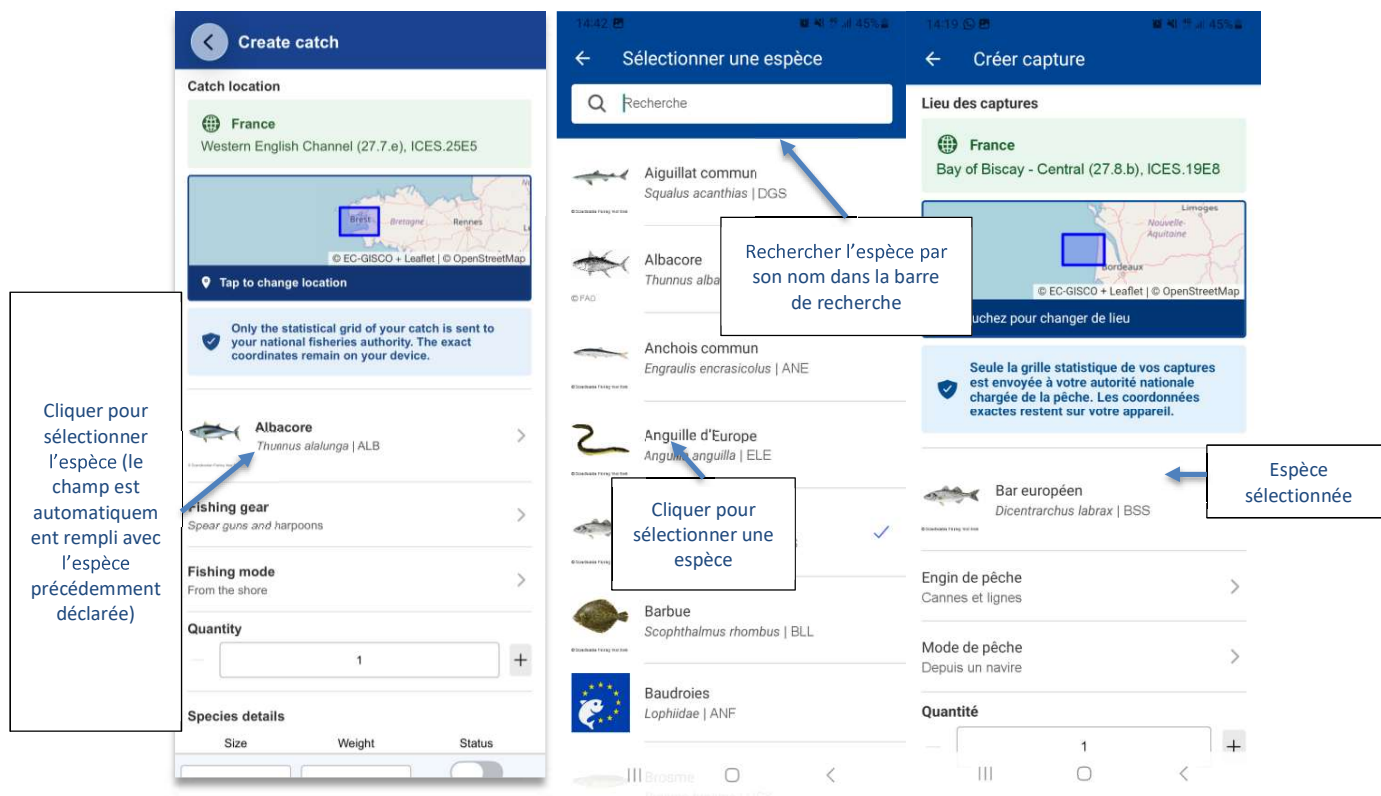 Create catch
Catch location
France
Western English Channel (27.7.e), ICES.25E5
Brest
Bretagne
Rennes
© EC-GISCO + Leaflet | © OpenStreetMap
Tap to change location
Only the statistical grid of your catch is sent to
your national fisheries authority. The exact
coordinates remain on your device.
Albacore
Thunnus alalunga | ALB
Fishing gear
Spear guns and harpoons
Fishing mode
From the shore
Quantity
1
+
Species details
Size Weight Status
Cliquer pour
sélectionner
l'espèce (le
champ est
automatiquem
ent rempli avec
l'espèce
précédemment
déclarée)
14:42 45%
Sélectionner une espèce
Recherche
Aiguillat commun
Squalus acanthias | DGS
Albacore
Thunnus alba
© FAO
Anchois commun
Engraulis encrasicolus | ANE
Anguille d'Europe
Anguilla anguilla | ELE
Barbue
Scophthalmus rhombus | BLL
Baudroies
Lophiidae | ANF
Brosme
Rechercher l'espèce par
son nom dans la barre
de recherche
Cliquer pour
sélectionner une
espèce
14:19 45%
Créer capture
Lieu des captures
France
Bay of Biscay - Central (27.8.b), ICES.19E8
Limoges
Nouvelle-
Aquitaine
Bordeaux
© EC-GISCO + Leaflet | © OpenStreetMap
uchez pour changer de lieu
Seule la grille statistique de vos captures
est envoyée à votre autorité nationale
chargée de la pêche. Les coordonnées
exactes restent sur votre appareil.
Bar européen
Dicentrarchus labrax | BSS
Engin de pêche
Cannes et lignes
Mode de pêche
Depuis un navire
Quantité
1
+
Espèce
sélectionnée